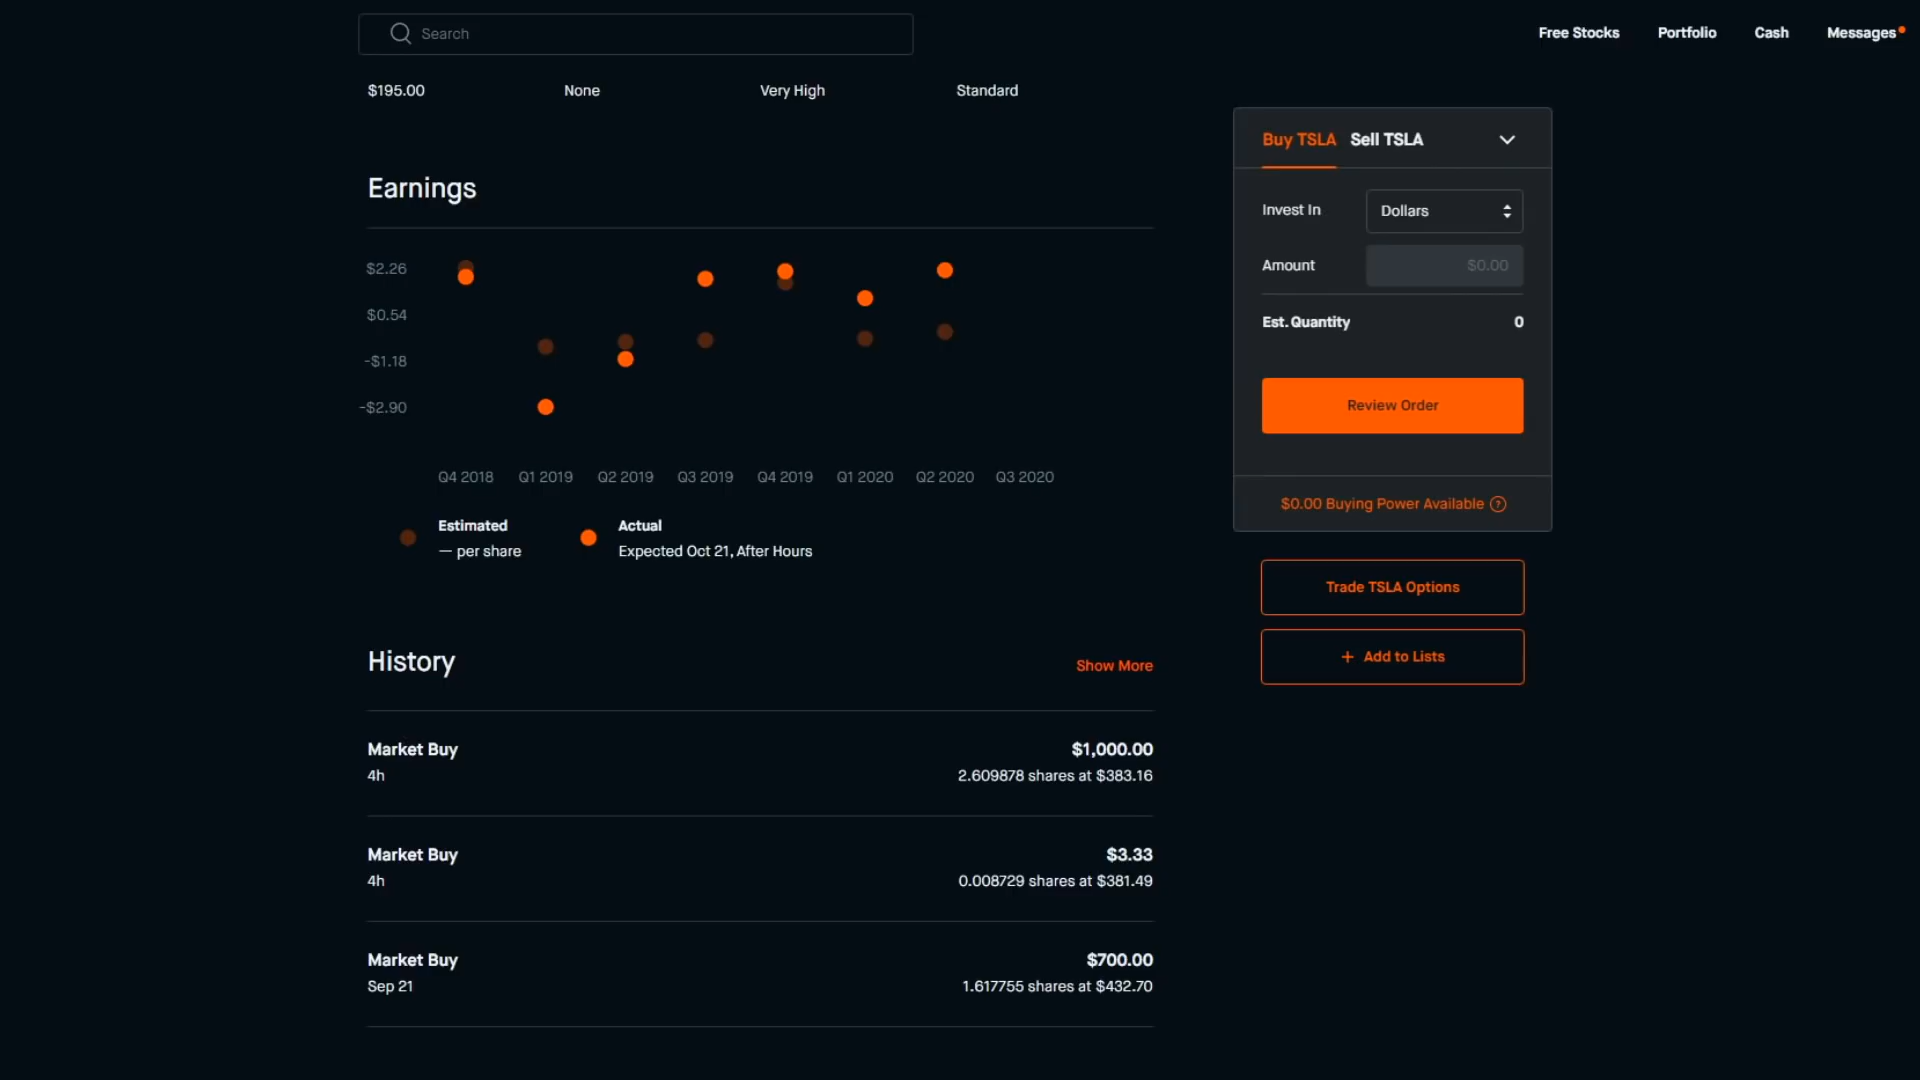 Search
Free Stocks
Portfolio
Cash
Messages
$195.00
None
Very High
Standard
Buy TSLA
Sell TSLA
Invest In
Dollars
Amount
$0.00
Est. Quantity
0
Review Order
$0.00 Buying Power Available ?
Trade TSLA Options
+ Add to Lists
Earnings
$2.26
$0.54
-$1.18
-$2.90
Q4 2018
Q1 2019
Q2 2019
Q3 2019
Q4 2019
Q1 2020
Q2 2020
Q3 2020
Estimated
— per share
Actual
Expected Oct 21, After Hours
History
Show More
Market Buy
$1,000.00
4h
2.609878 shares at $383.16
Market Buy
$3.33
4h
0.008729 shares at $381.49
Market Buy
$700.00
Sep 21
1.617755 shares at $432.70